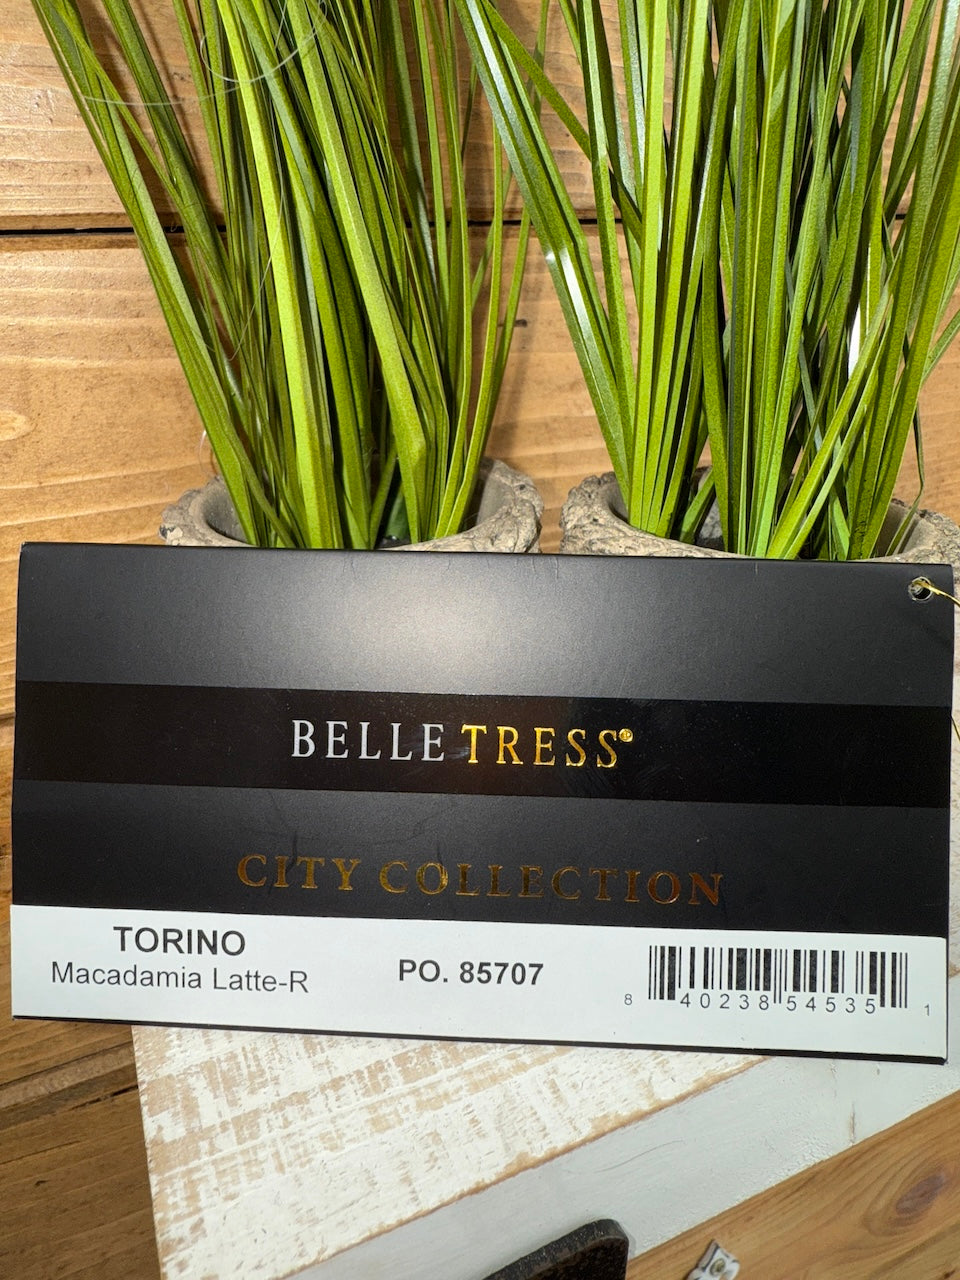 BELLE TRESS®
CITY COLLECTION
TORINO
Macadamia Latte-R
PO. 85707
8 40238 54535 1